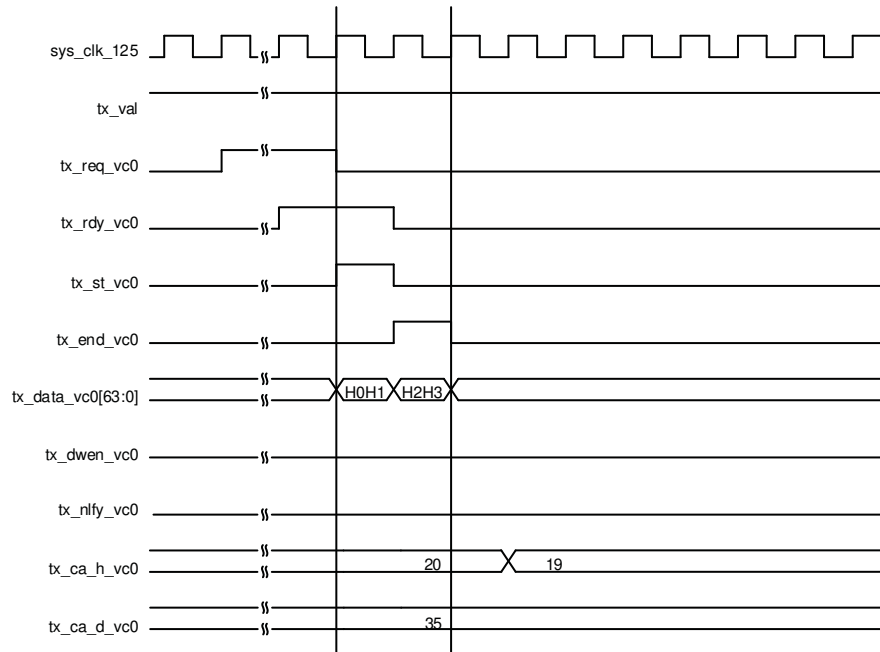 sys_clk_125
tx_val
tx_req_vc0
tx_rdy_vc0
tx_st_vc0
tx_end_vc0
tx_data_vc0[63:0] H0H1 H2H3
tx_dwen_vc0
tx_nlfy_vc0
tx_ca_h_vc0 20 19
tx_ca_d_vc0 35